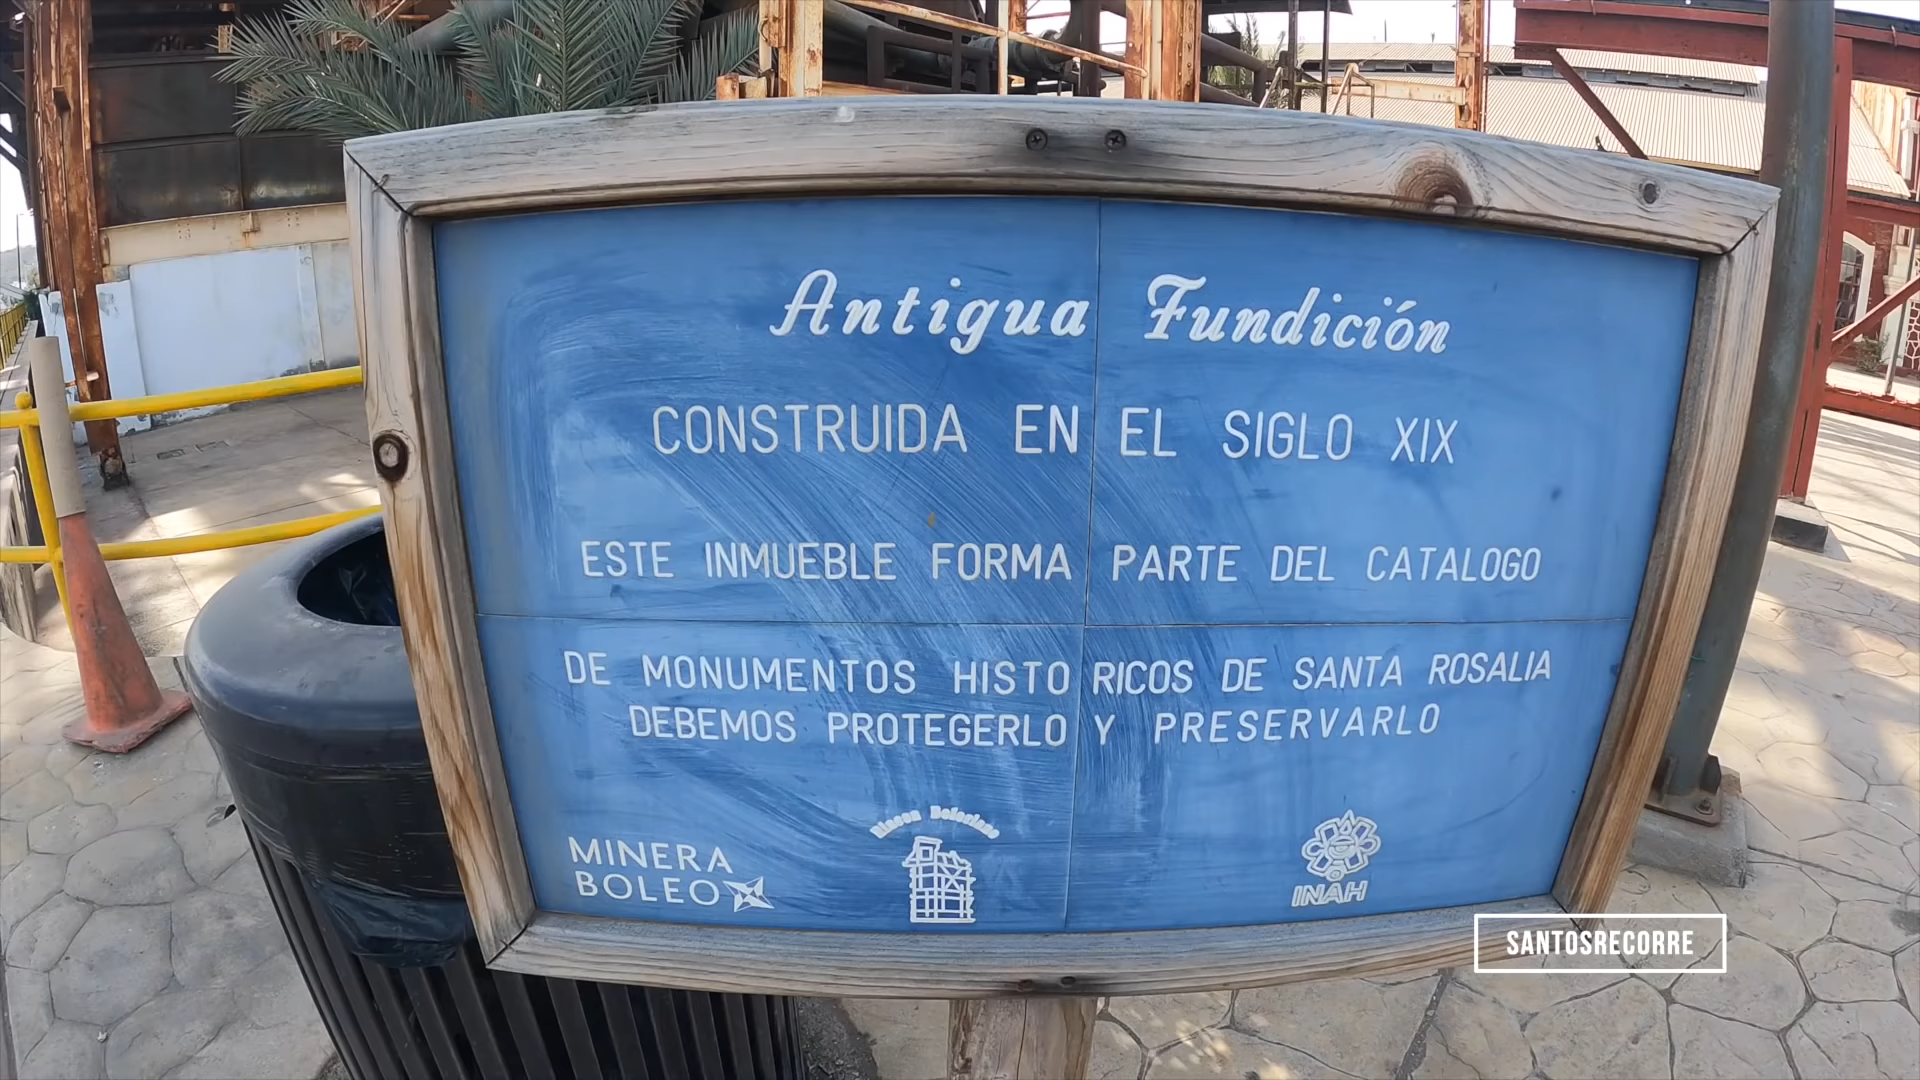 Antigua Fundición
CONSTRUIDA EN EL SIGLO XIX
ESTE INMUEBLE FORMA PARTE DEL CATALOGO
DE MONUMENTOS HISTORICOS DE SANTA ROSALIA
DEBEMOS PROTEGERLO Y PRESERVARLO
MINERA
BOLEO
INAH
SANTOSRECORRE